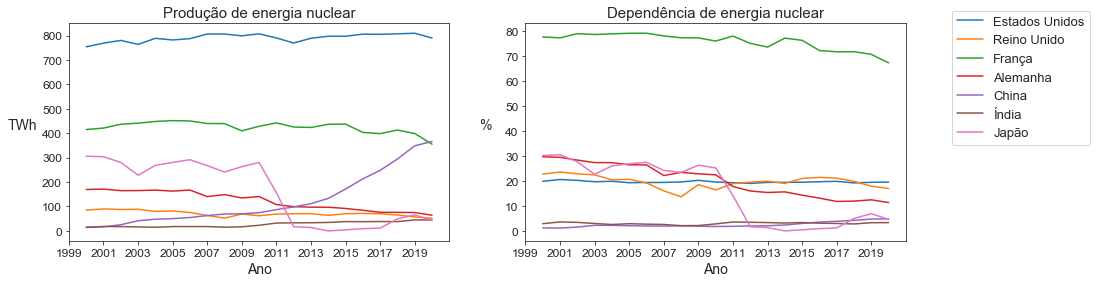 Produção de energia nuclear
TWh
800
700
600
500
400
300
200
100
0
1999 2001 2003 2005 2007 2009 2011 2013 2015 2017 2019
Ano
Dependência de energia nuclear
%
80
70
60
50
40
30
20
10
0
1999 2001 2003 2005 2007 2009 2011 2013 2015 2017 2019
Ano
Estados Unidos
Reino Unido
França
Alemanha
China
Índia
Japão